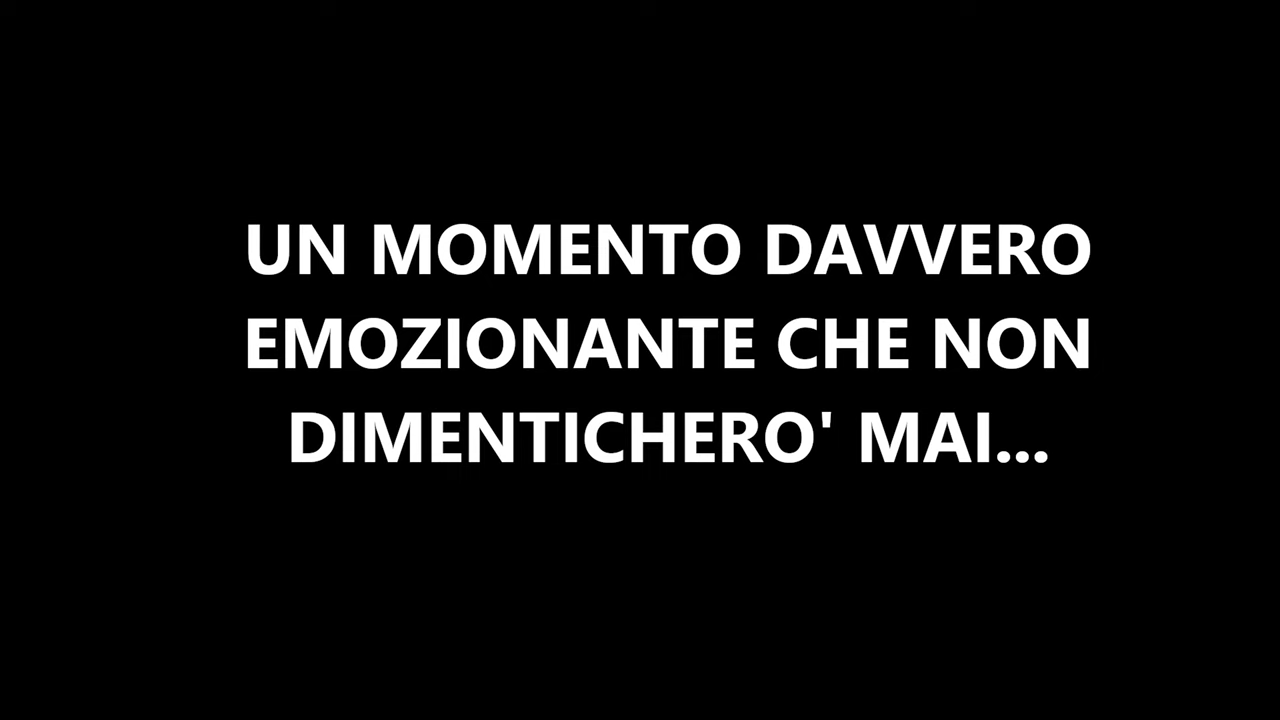 UN MOMENTO DAVVERO
EMOZIONANTE CHE NON
DIMENTICHERO' MAI...